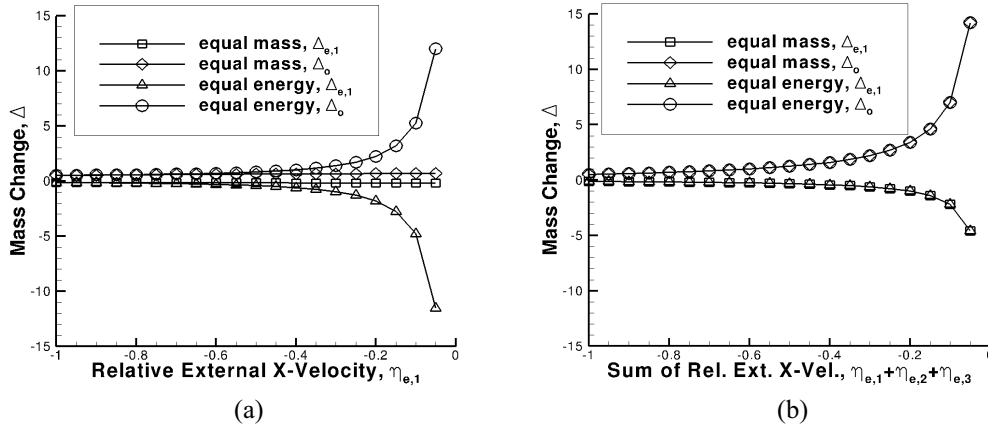 15
10
5
0
-5
-10
-15
Mass Change, Δ
equal mass, Δe,1
equal mass, Δo
equal energy, Δe,1
equal energy, Δo
-1
-0.8
-0.6
-0.4
-0.2
0
Relative External X-Velocity, ηe,1
(a)
15
10
5
0
-5
-10
-15
Mass Change, Δ
equal mass, Δe,1
equal mass, Δo
equal energy, Δe,1
equal energy, Δo
-1
-0.8
-0.6
-0.4
-0.2
0
Sum of Rel. Ext. X-Vel., ηe,1+ηe,2+ηe,3
(b)